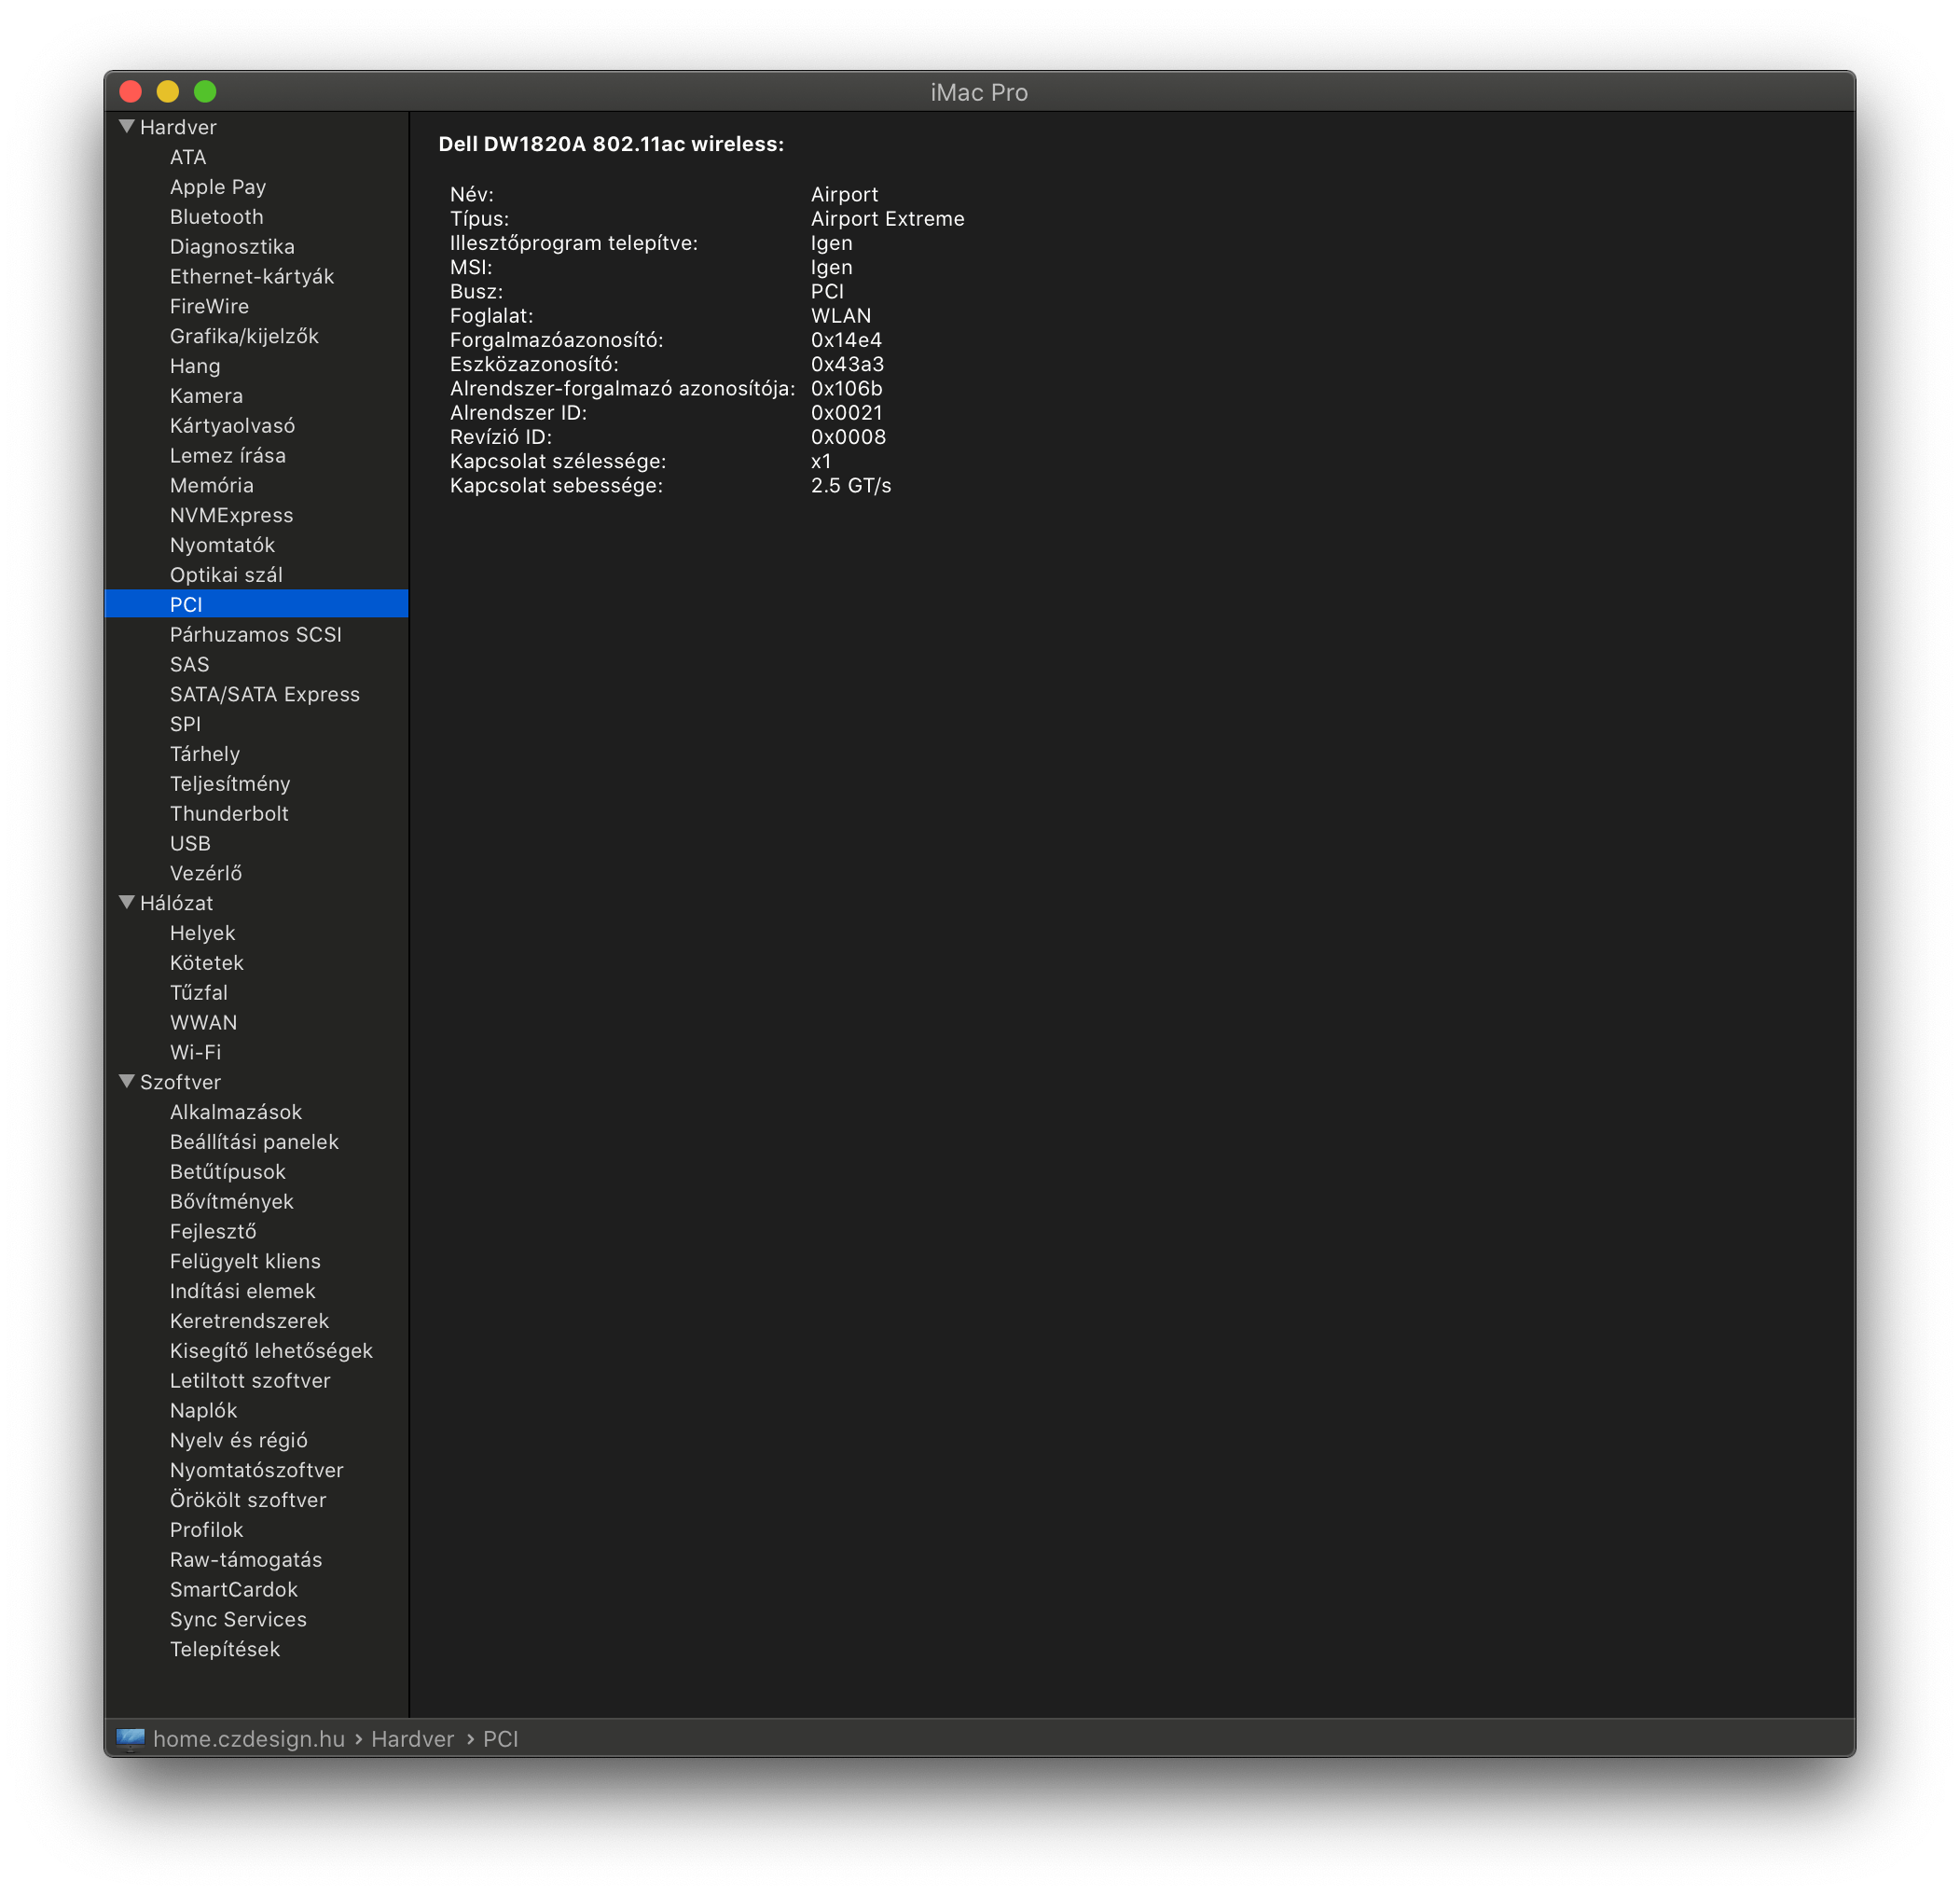 iMac Pro
Hardver
ATA
Apple Pay
Bluetooth
Diagnosztika
Ethernet-kártyák
FireWire
Grafika/kijelzők
Hang
Kamera
Kártyaolvasó
Lemez írása
Memória
NVMExpress
Nyomtatók
Optikai szál
PCI
Párhuzamos SCSI
SAS
SATA/SATA Express
SPI
Tárhely
Teljesítmény
Thunderbolt
USB
Vezérlő
Hálózat
Helyek
Kötetek
Tűzfal
WWAN
Wi-Fi
Szoftver
Alkalmazások
Beállítási panelek
Betűtípusok
Bővítmények
Fejlesztő
Felügyelt kliens
Indítási elemek
Keretrendszerek
Kisegítő lehetőségek
Letiltott szoftver
Naplók
Nyelv és régió
Nyomtatószoftver
Örökölt szoftver
Profilok
Raw-támogatás
SmartCardok
Sync Services
Telepítések
Dell DW1820A 802.11ac wireless:
Név: Airport
Típus: Airport Extreme
Illesztőprogram telepítve: Igen
MSI: Igen
Busz: PCI
Foglalat: WLAN
Forgalmazóazonosító: 0x14e4
Eszközazonosító: 0x43a3
Alrendszer-forgalmazó azonosítója: 0x106b
Alrendszer ID: 0x0021
Revízió ID: 0x0008
Kapcsolat szélessége: x1
Kapcsolat sebessége: 2.5 GT/s
home.czdesign.hu › Hardver › PCI